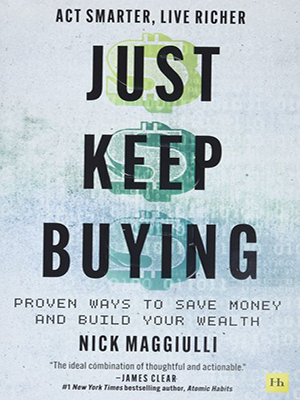 ACT SMARTER, LIVE RICHER
JUST
KEEP
BUYING
PROVEN WAYS TO SAVE MONEY
AND BUILD YOUR WEALTH
NICK MAGGIULLI
"The ideal combination of thoughtful and actionable."
—JAMES CLEAR
#1 New York Times bestselling author, Atomic Habits
Hh